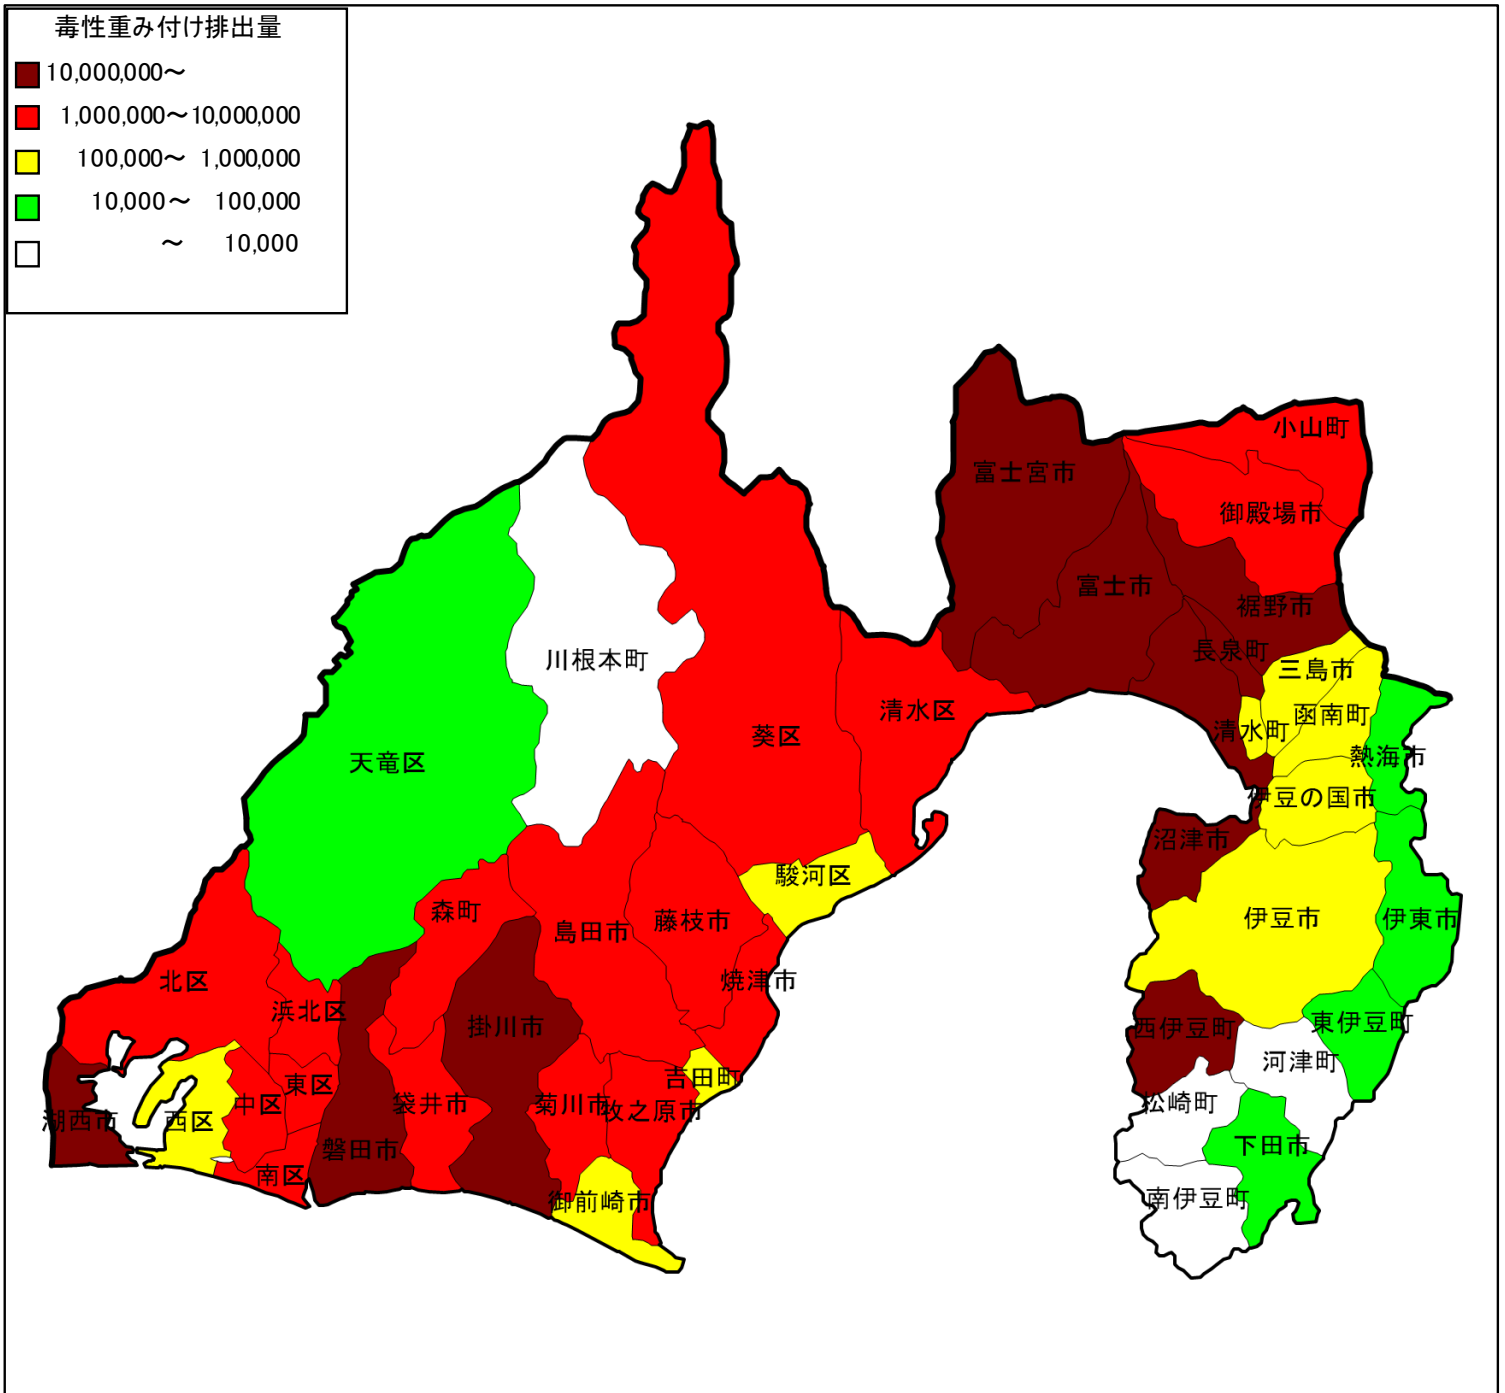 毒性重み付け排出量
10,000,000～
1,000,000～10,000,000
100,000～ 1,000,000
10,000～ 100,000
～ 10,000
小山町
富士宮市
御殿場市
富士市
裾野市
長泉町
三島市
川根本町
清水区
函南町
葵区
清水町
熱海市
天竜区
伊豆の国市
沼津市
駿河区
森町
島田市
藤枝市
伊豆市
伊東市
北区
焼津市
浜北区
掛川市
西伊豆町
東伊豆町
河津町
吉田町
東区
中区
袋井市
菊川市
牧之原市
松崎町
湖西市
西区
磐田市
下田市
南区
御前崎市
南伊豆町